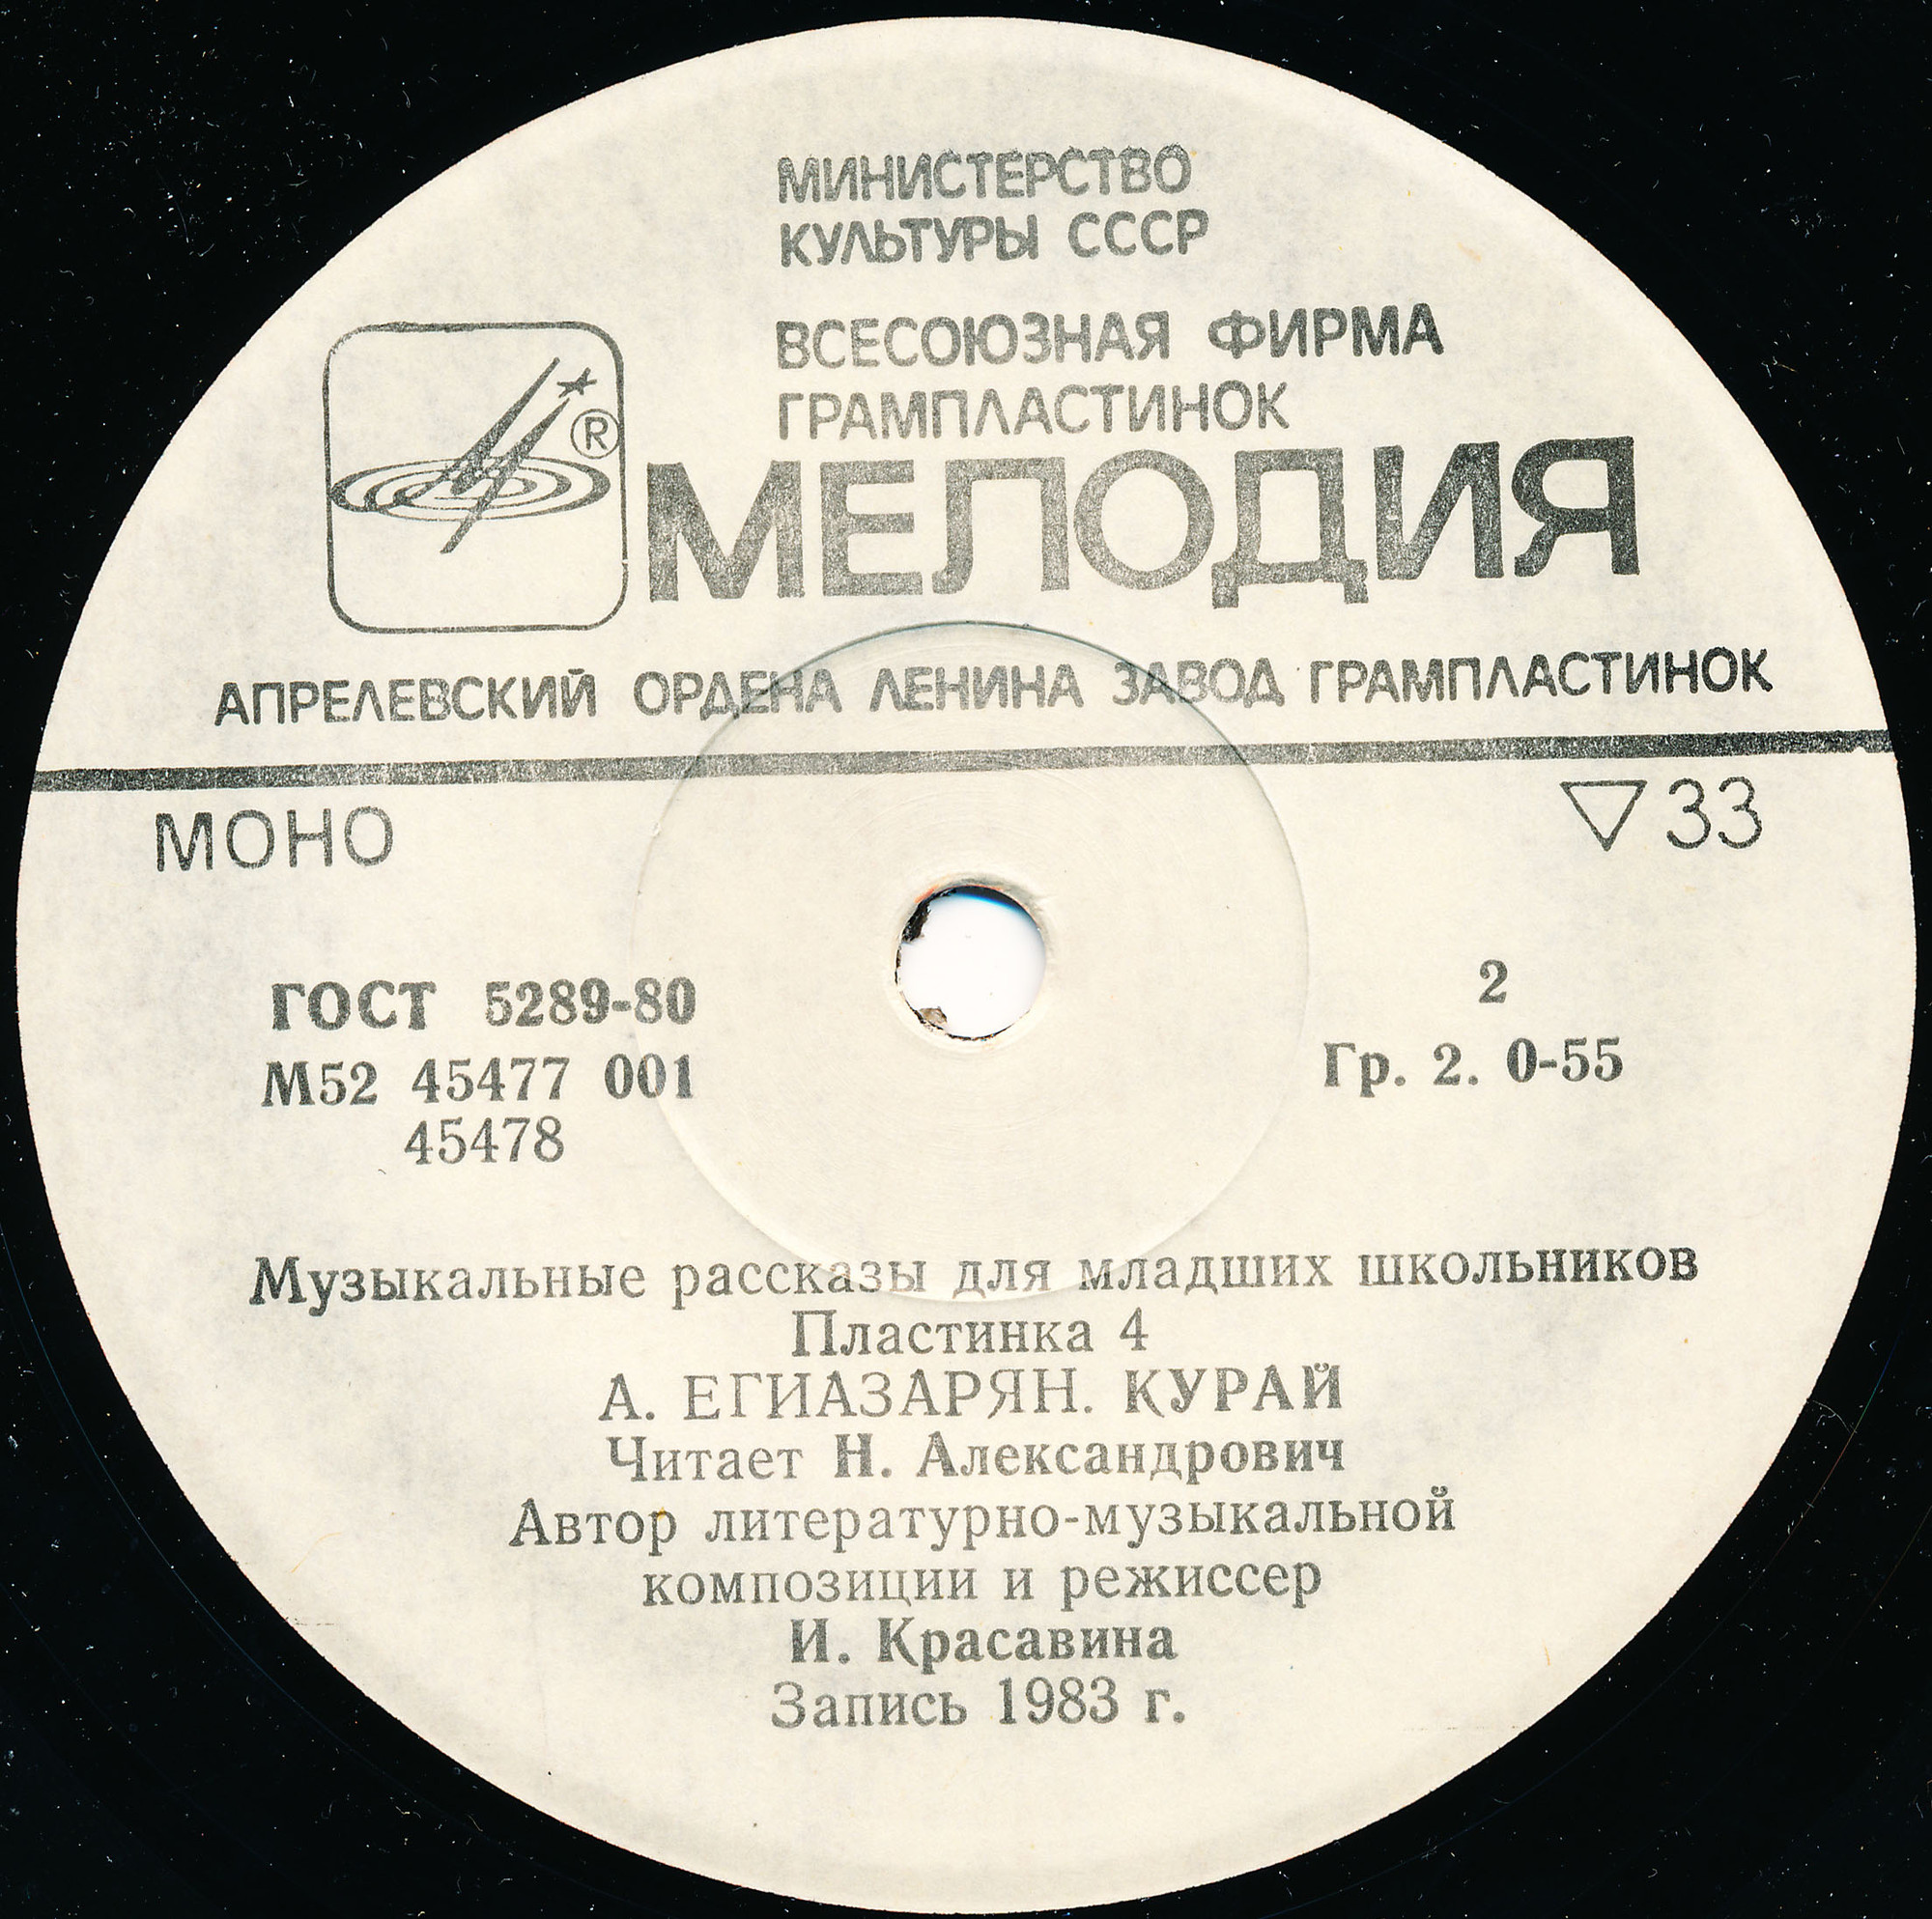 МИНИСТЕРСТВО
КУЛЬТУРЫ СССР
ВСЕСОЮЗНАЯ ФИРМА
ГРАМПЛАСТИНОК
®
МЕЛОДИЯ
АПРЕЛЕВСКИЙ ОРДЕНА ЛЕНИНА ЗАВОД ГРАМПЛАСТИНОК
МОНО
▽ 33
ГОСТ 5289-80
2
М52 45477 001
Гр. 2. 0-55
45478
Музыкальные рассказы для младших школьников
Пластинка 4
А. ЕГИАЗАРЯН. КУРАЙ
Читает Н. Александрович
Автор литературно-музыкальной
композиции и режиссер
И. Красавина
Запись 1983 г.